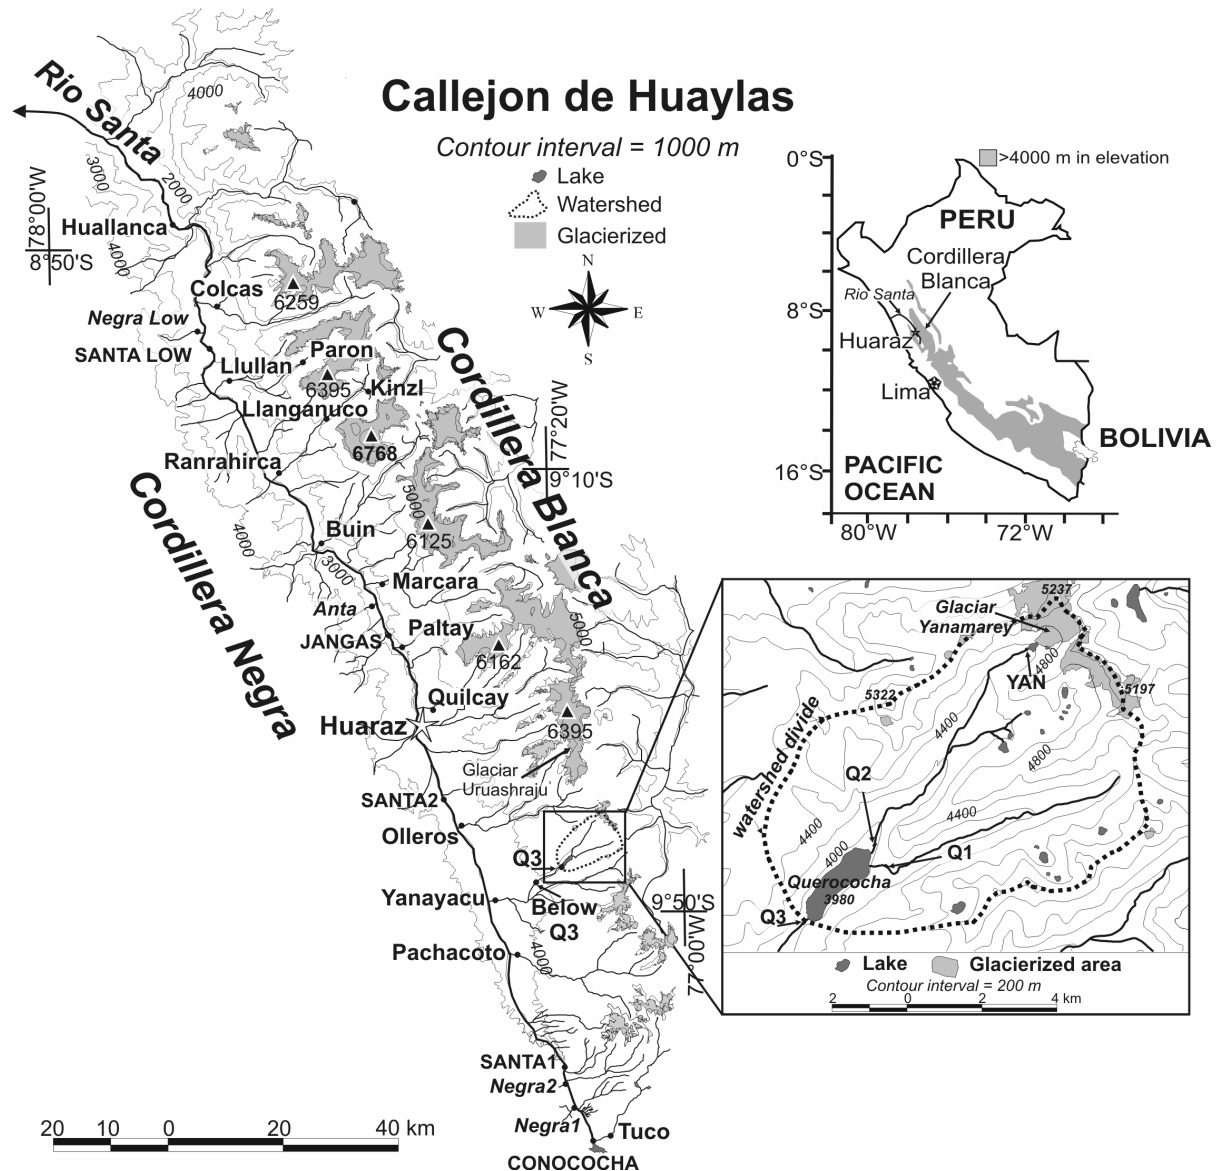 Callejon de Huaylas
Contour interval = 1000 m
Lake
Watershed
Glacierized
N
W
E
S
Rio Santa
4000
3000
2000
78°00'W
8°50'S
4000
Huallanca
Colcas
6259
Negra Low
SANTA LOW
Llullan
Paron
6395
Kinzl
Llanganuco
6768
Ranrahirca
Cordillera Blanca
77°20'W
9°10'S
5000
6125
Cordillera Negra
4000
Buin
3000
Marcara
Anta
JANGAS
Paltay
6162
5000
Quilcay
Huaraz
6395
Glaciar
Uruashraju
SANTA2
Olleros
Q3
Yanayacu
Below
Q3
9°50'S
77°00'W
Pachacoto
4000
SANTA1
Negra2
Negra1
Tuco
CONOCOCHA
20 10 0 20 40 km
>4000 m in elevation
0°S
PERU
Cordillera
Blanca
Rio Santa
8°S
Huaraz
Lima
BOLIVIA
16°S
PACIFIC
OCEAN
80°W
72°W
5237
Glaciar
Yanamarey
YAN
4800
5322
5197
4400
4800
watershed divide
Q2
4400
4400
4000
Q1
Querococha
3980
Q3
Lake
Glacierized area
Contour interval = 200 m
2 0 2 4 km